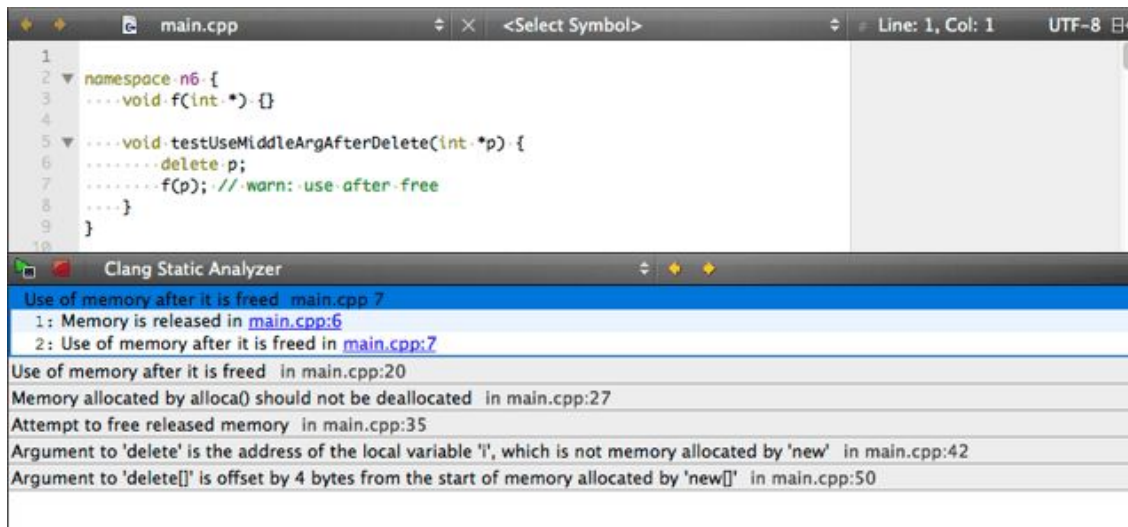 main.cpp <Select Symbol> Line: 1, Col: 1 UTF-8
1
2 namespace n6 {
3 void f(int *) {}
4
5 void testUseMiddleArgAfterDelete(int *p) {
6 delete p;
7 f(p); // warn: use after free
8 }
9 }
10
Clang Static Analyzer
Use of memory after it is freed main.cpp 7
1: Memory is released in main.cpp:6
2: Use of memory after it is freed in main.cpp:7
Use of memory after it is freed in main.cpp:20
Memory allocated by alloca() should not be deallocated in main.cpp:27
Attempt to free released memory in main.cpp:35
Argument to 'delete' is the address of the local variable 'i', which is not memory allocated by 'new' in main.cpp:42
Argument to 'delete[]' is offset by 4 bytes from the start of memory allocated by 'new[]' in main.cpp:50